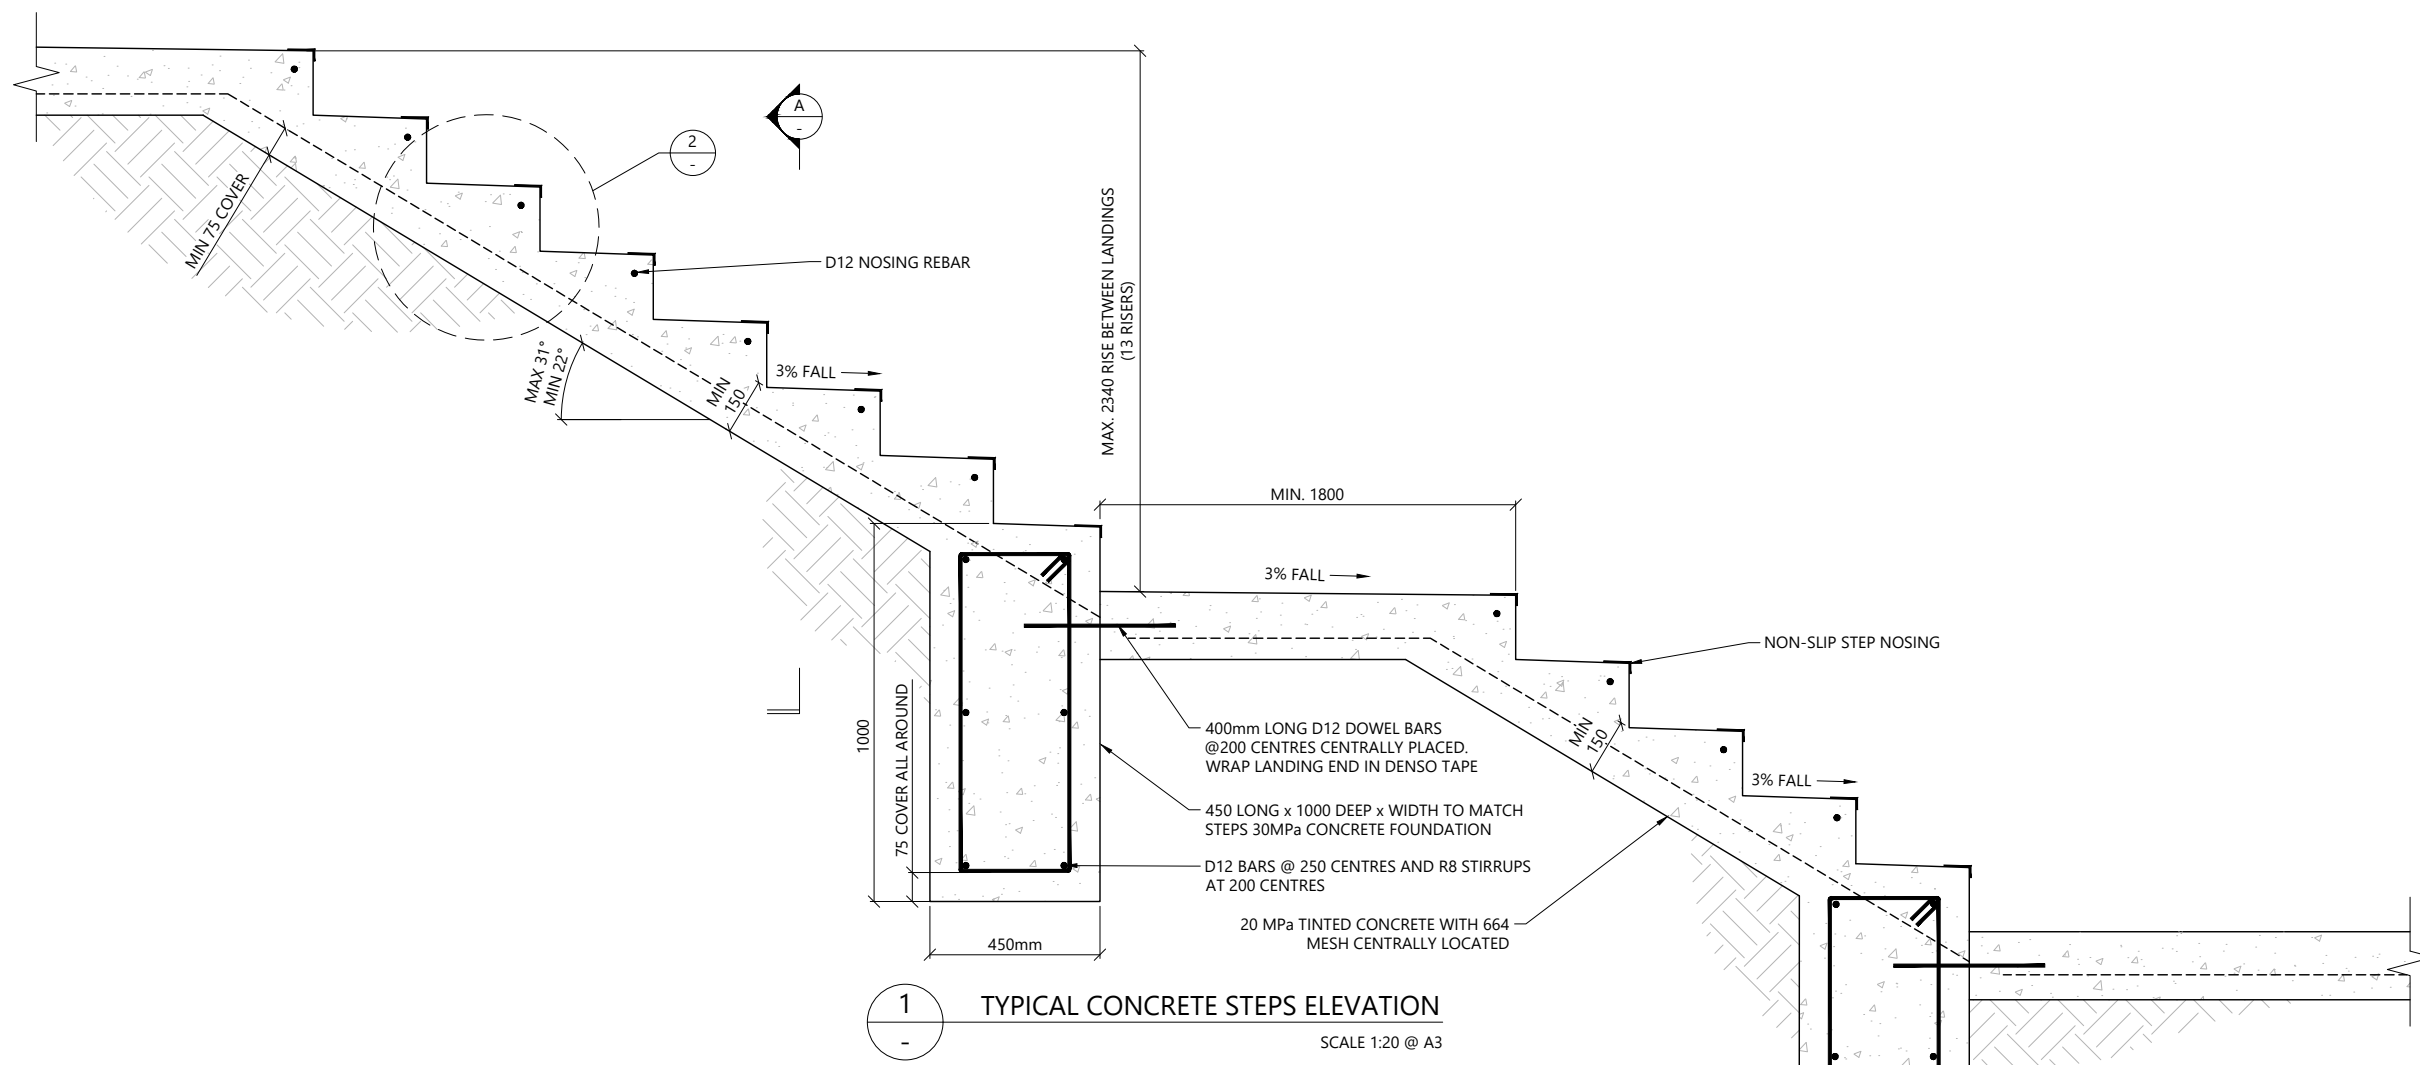 A
-
2
-
MIN 75 COVER
D12 NOSING REBAR
MAX. 2340 RISE BETWEEN LANDINGS
(13 RISERS)
MAX 31°
MIN 22°
MIN
150
3% FALL
MIN. 1800
3% FALL
NON-SLIP STEP NOSING
1000
75 COVER ALL AROUND
400mm LONG D12 DOWEL BARS
@200 CENTRES CENTRALLY PLACED.
WRAP LANDING END IN DENSO TAPE
MIN
150
3% FALL
450 LONG x 1000 DEEP x WIDTH TO MATCH
STEPS 30MPa CONCRETE FOUNDATION
D12 BARS @ 250 CENTRES AND R8 STIRRUPS
AT 200 CENTRES
20 MPa TINTED CONCRETE WITH 664
MESH CENTRALLY LOCATED
450mm
1
-
TYPICAL CONCRETE STEPS ELEVATION
SCALE 1:20 @ A3